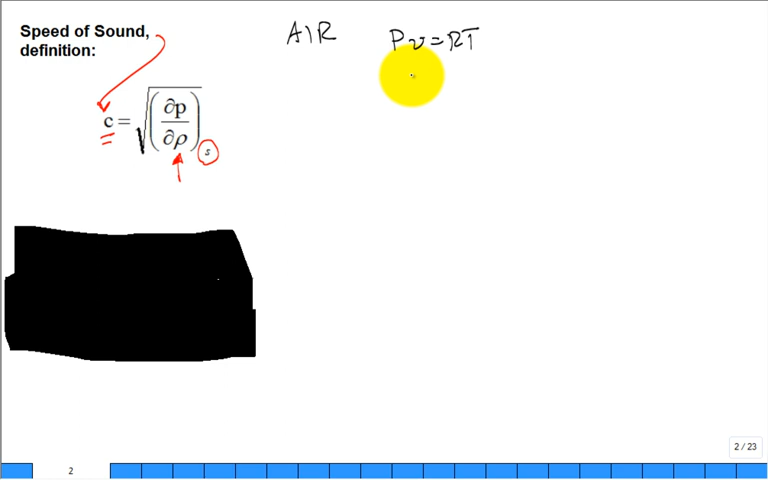 Speed of Sound,
definition:
AIR
Pv=RT
c = √(∂p/∂ρ)s
2 / 23
2